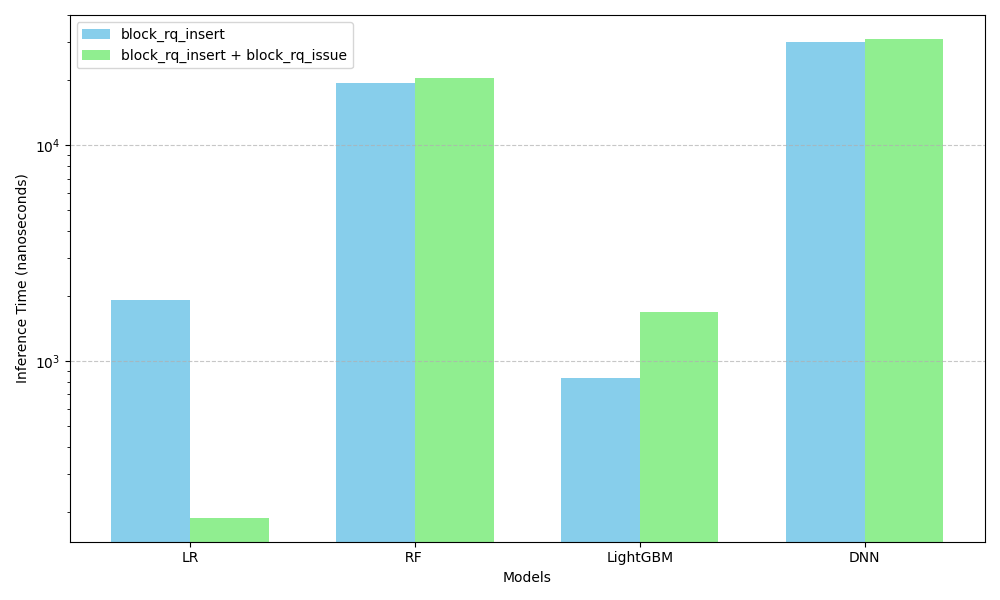 block_rq_insert
block_rq_insert + block_rq_issue
Inference Time (nanoseconds)
10⁴
10³
LR RF LightGBM DNN
Models